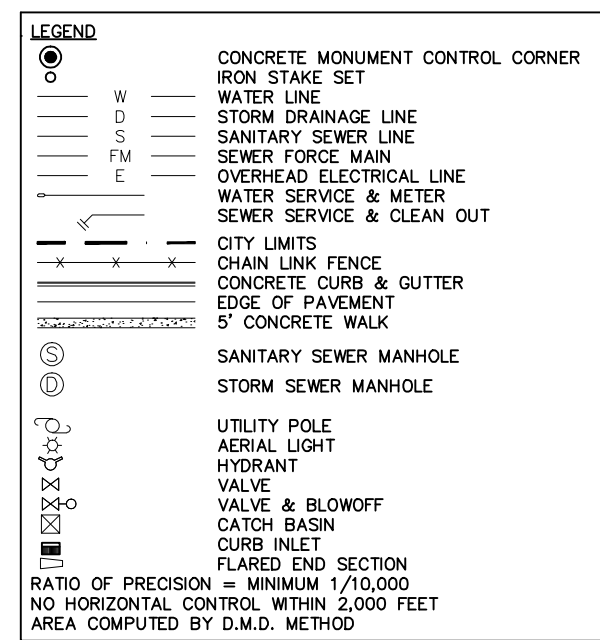 LEGEND
CONCRETE MONUMENT CONTROL CORNER
IRON STAKE SET
W WATER LINE
D STORM DRAINAGE LINE
S SANITARY SEWER LINE
FM SEWER FORCE MAIN
E OVERHEAD ELECTRICAL LINE
WATER SERVICE & METER
SEWER SERVICE & CLEAN OUT
CITY LIMITS
X X X CHAIN LINK FENCE
CONCRETE CURB & GUTTER
EDGE OF PAVEMENT
5' CONCRETE WALK
S SANITARY SEWER MANHOLE
D STORM SEWER MANHOLE
UTILITY POLE
AERIAL LIGHT
HYDRANT
VALVE
VALVE & BLOWOFF
CATCH BASIN
CURB INLET
FLARED END SECTION
RATIO OF PRECISION = MINIMUM 1/10,000
NO HORIZONTAL CONTROL WITHIN 2,000 FEET
AREA COMPUTED BY D.M.D. METHOD